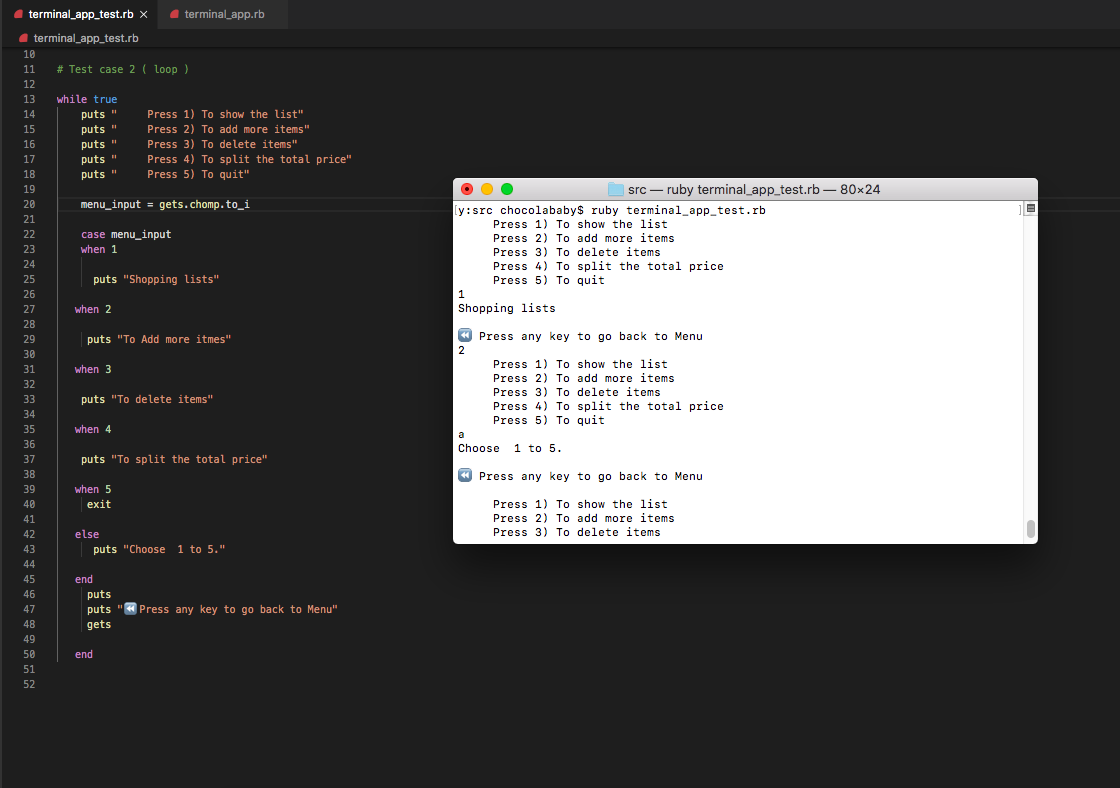 terminal_app_test.rb
terminal_app.rb
terminal_app_test.rb
10
11 # Test case 2 ( loop )
12
13 while true
14 puts "     Press 1) To show the list"
15 puts "     Press 2) To add more items"
16 puts "     Press 3) To delete items"
17 puts "     Press 4) To split the total price"
18 puts "     Press 5) To quit"
19
20 menu_input = gets.chomp.to_i
21
22 case menu_input
23 when 1
24
25 puts "Shopping lists"
26
27 when 2
28
29 puts "To Add more itmes"
30
31 when 3
32
33 puts "To delete items"
34
35 when 4
36
37 puts "To split the total price"
38
39 when 5
40 exit
41
42 else
43 puts "Choose  1 to 5."
44
45 end
46 puts
47 puts "⏪ Press any key to go back to Menu"
48 gets
49
50 end
51
52
src — ruby terminal_app_test.rb — 80×24
[y:src chocolababy$ ruby terminal_app_test.rb ]
Press 1) To show the list
Press 2) To add more items
Press 3) To delete items
Press 4) To split the total price
Press 5) To quit
1
Shopping lists
⏪ Press any key to go back to Menu
2
Press 1) To show the list
Press 2) To add more items
Press 3) To delete items
Press 4) To split the total price
Press 5) To quit
a
Choose  1 to 5.
⏪ Press any key to go back to Menu
Press 1) To show the list
Press 2) To add more items
Press 3) To delete items